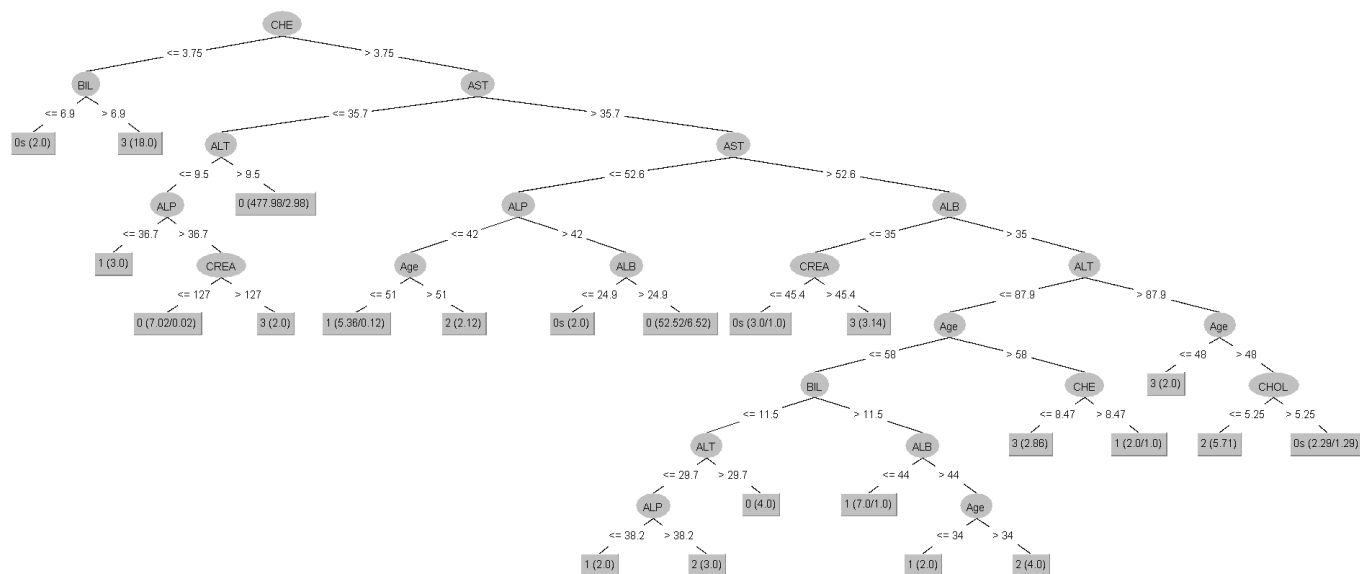 CHE
<= 3.75 > 3.75
BIL AST
<= 6.9 > 6.9 <= 35.7 > 35.7
0s (2.0) 3 (18.0) ALT AST
<= 9.5 > 9.5 <= 52.6 > 52.6
ALP 0 (477.98/2.98) ALP ALB
<= 36.7 > 36.7 <= 42 > 42 <= 35 > 35
1 (3.0) CREA Age ALB CREA ALT
<= 127 > 127 <= 51 > 51 <= 24.9 > 24.9 <= 45.4 > 45.4 <= 87.9 > 87.9
0 (7.02/0.02) 3 (2.0) 1 (5.36/0.12) 2 (2.12) 0s (2.0) 0 (52.52/6.52) 0s (3.0/1.0) 3 (3.14) Age Age
<= 58 > 58 <= 48 > 48
BIL CHE 3 (2.0) CHOL
<= 11.5 > 11.5 <= 8.47 > 8.47 <= 5.25 > 5.25
ALT ALB 3 (2.86) 1 (2.0/1.0) 2 (5.71) 0s (2.29/1.29)
<= 29.7 > 29.7 <= 44 > 44
ALP 0 (4.0) 1 (7.0/1.0) Age
<= 38.2 > 38.2 <= 34 > 34
1 (2.0) 2 (3.0) 1 (2.0) 2 (4.0)